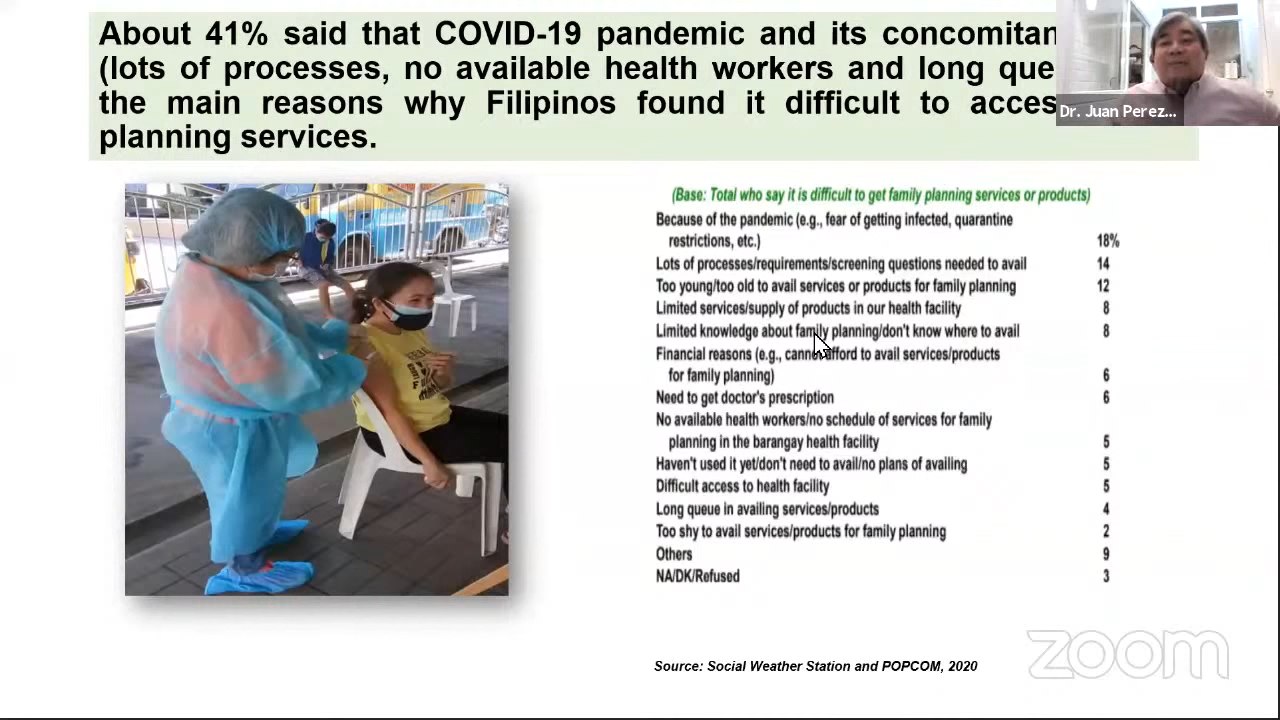 About 41% said that COVID-19 pandemic and its concomitan
(lots of processes, no available health workers and long que
the main reasons why Filipinos found it difficult to acces
planning services.
Dr. Juan Perez...
(Base: Total who say it is difficult to get family planning services or products)
Because of the pandemic (e.g., fear of getting infected, quarantine
restrictions, etc.) 18%
Lots of processes/requirements/screening questions needed to avail 14
Too young/too old to avail services or products for family planning 12
Limited services/supply of products in our health facility 8
Limited knowledge about family planning/don't know where to avail 8
Financial reasons (e.g., cannot afford to avail services/products
for family planning) 6
Need to get doctor's prescription 6
No available health workers/no schedule of services for family
planning in the barangay health facility 5
Haven't used it yet/don't need to avail/no plans of availing 5
Difficult access to health facility 5
Long queue in availing services/products 4
Too shy to avail services/products for family planning 2
Others 9
NA/DK/Refused 3
Source: Social Weather Station and POPCOM, 2020
zoom